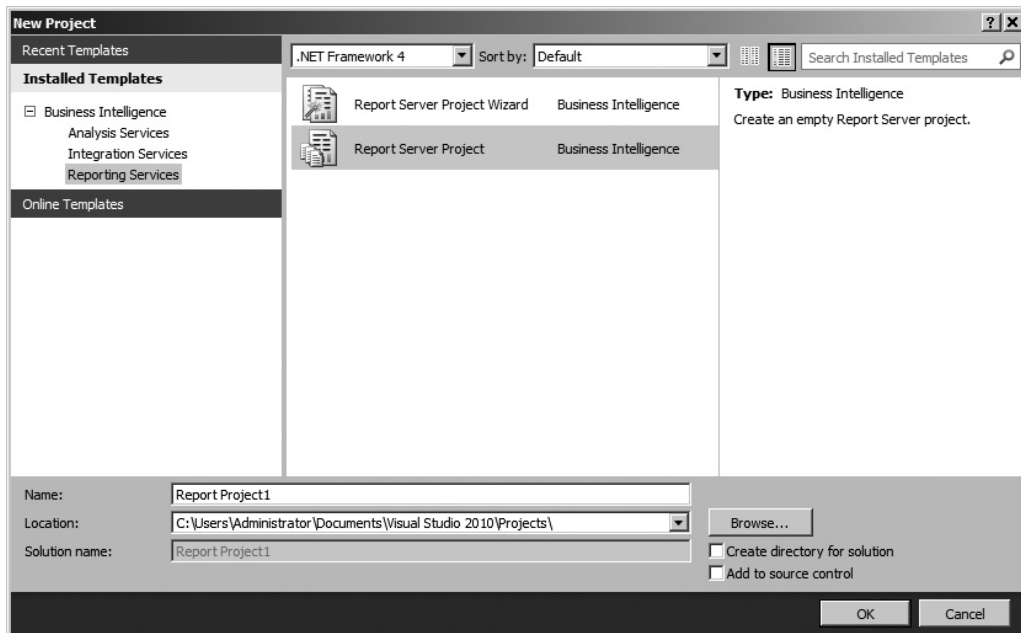 New Project
Recent Templates
Installed Templates
Business Intelligence
Analysis Services
Integration Services
Reporting Services
Online Templates
.NET Framework 4
Sort by: Default
Search Installed Templates
Report Server Project Wizard Business Intelligence
Report Server Project Business Intelligence
Type: Business Intelligence
Create an empty Report Server project.
Name: Report Project1
Location: C:\Users\Administrator\Documents\Visual Studio 2010\Projects\
Browse...
Solution name: Report Project1
Create directory for solution
Add to source control
OK
Cancel